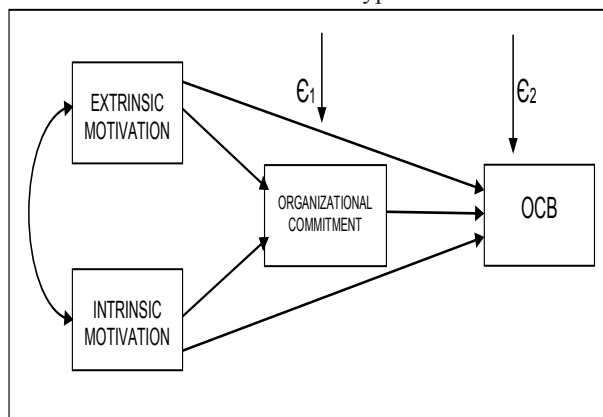 EXTRINSIC
MOTIVATION
Є1
Є2
ORGANIZATIONAL
COMMITMENT
OCB
INTRINSIC
MOTIVATION